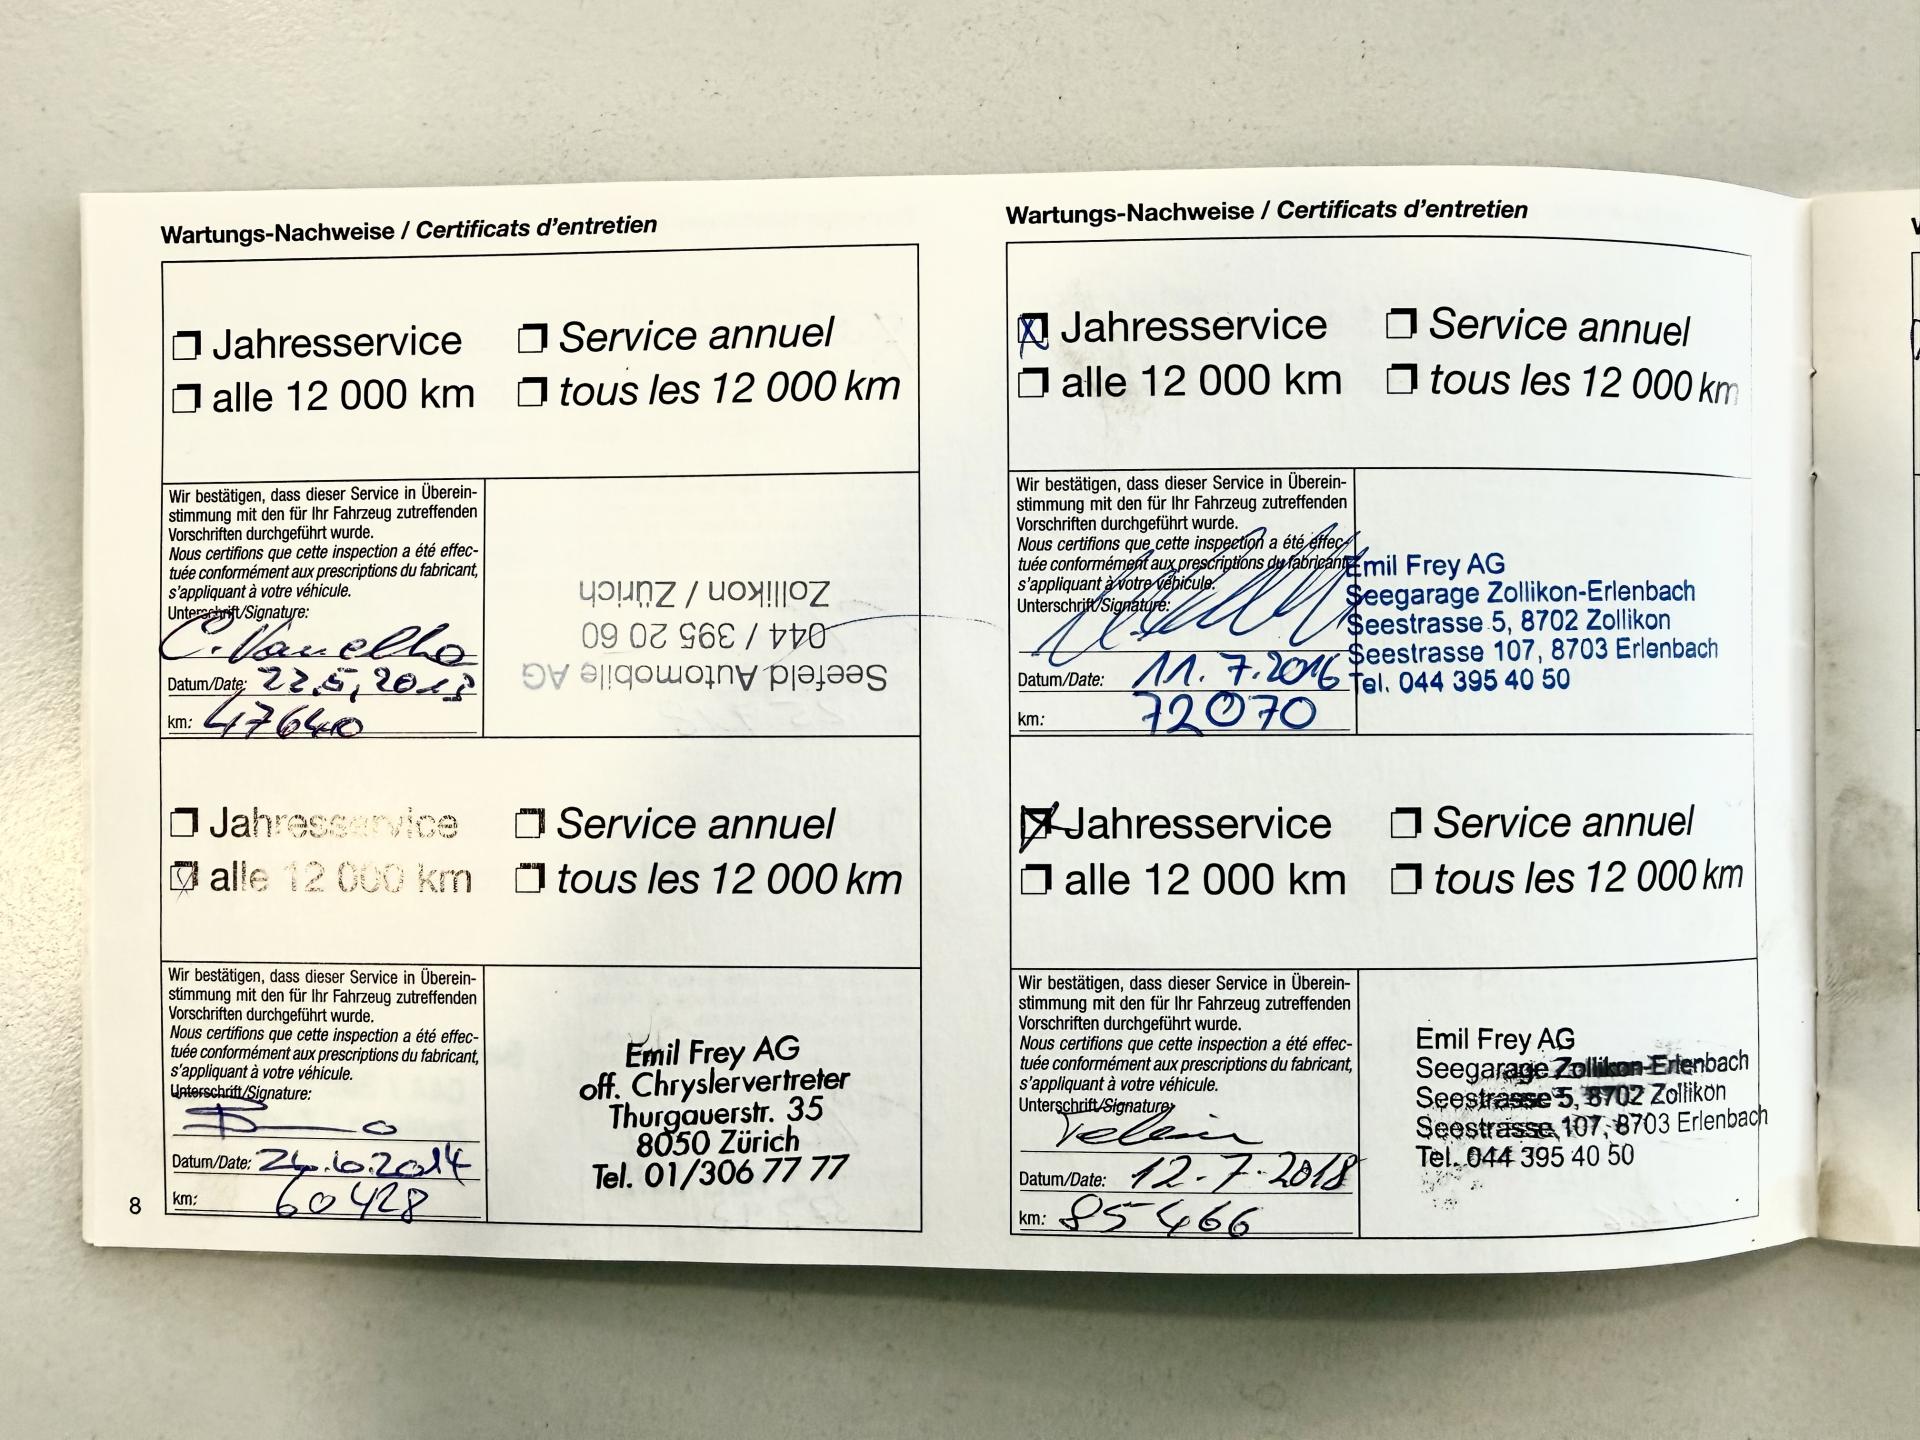 Wartungs-Nachweise / Certificats d'entretien
Jahresservice
Service annuel
alle 12 000 km
tous les 12 000 km
Wir bestätigen, dass dieser Service in Überein-
stimmung mit den für Ihr Fahrzeug zutreffenden
Vorschriften durchgeführt wurde.
Nous certifions que cette inspection a été effec-
tuée conformément aux prescriptions du fabricant,
s'appliquant à votre véhicule.
Unterschrift/Signature:
Datum/Date: 22.5.
km: 47640
Seefeld Automobile AG
044 / 395 20 60
Zollikon / Zürich
Jahresservice
Service annuel
alle 12 000 km
tous les 12 000 km
Wir bestätigen, dass dieser Service in Überein-
stimmung mit den für Ihr Fahrzeug zutreffenden
Vorschriften durchgeführt wurde.
Nous certifions que cette inspection a été effec-
tuée conformément aux prescriptions du fabricant,
s'appliquant à votre véhicule.
Unterschrift/Signature:
Datum/Date:
km: 60428
Emil Frey AG
off. Chryslervertreter
Thurgauerstr. 35
8050 Zürich
Tel. 01/306 77 77
8
Wartungs-Nachweise / Certificats d'entretien
Jahresservice
Service annuel
alle 12 000 km
tous les 12 000 km
Wir bestätigen, dass dieser Service in Überein-
stimmung mit den für Ihr Fahrzeug zutreffenden
Vorschriften durchgeführt wurde.
Nous certifions que cette inspection a été effec-
tuée conformément aux prescriptions du fabricant,
s'appliquant à votre véhicule.
Unterschrift/Signature:
Datum/Date: 11.7.2016
km: 72070
Emil Frey AG
Seegarage Zollikon-Erlenbach
Seestrasse 5, 8702 Zollikon
Seestrasse 107, 8703 Erlenbach
Tel. 044 395 40 50
Jahresservice
Service annuel
alle 12 000 km
tous les 12 000 km
Wir bestätigen, dass dieser Service in Überein-
stimmung mit den für Ihr Fahrzeug zutreffenden
Vorschriften durchgeführt wurde.
Nous certifions que cette inspection a été effec-
tuée conformément aux prescriptions du fabricant,
s'appliquant à votre véhicule.
Unterschrift/Signature:
Datum/Date: 12.7.2018
km: 85466
Emil Frey AG
Seegarage Zollikon-Erlenbach
Seestrasse 5, 8702 Zollikon
Seestrasse 107, 8703 Erlenbach
Tel. 044 395 40 50